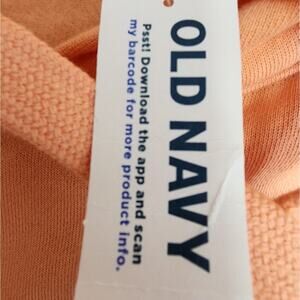 OLD NAVY
Psst! Download the app and scan
my barcode for more product info.